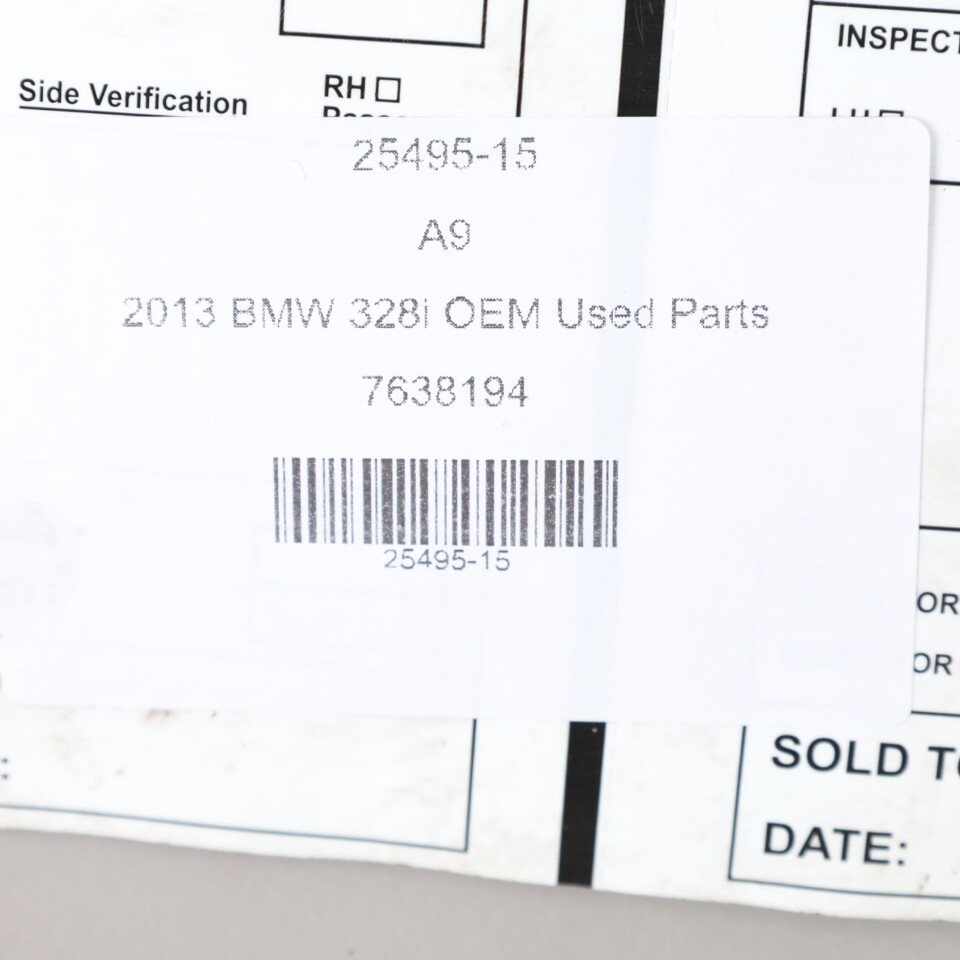 INSPECT
Side Verification
RH
25495-15
A9
2013 BMW 328i OEM Used Parts
7638194
25495-15
OR
OR
SOLD TO
DATE: